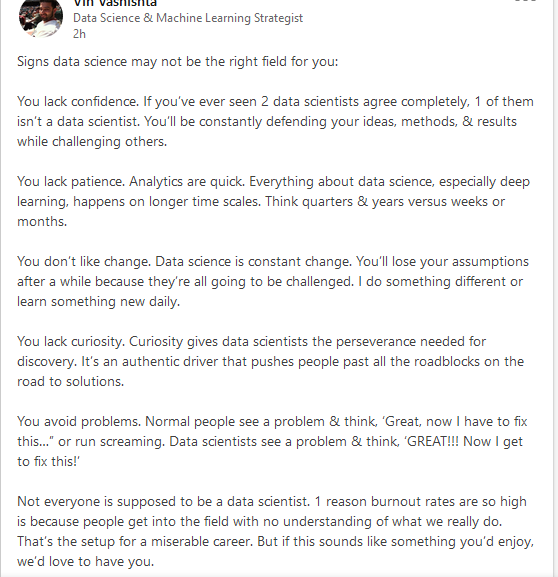 Vin Vashishta
Data Science & Machine Learning Strategist
2h
Signs data science may not be the right field for you:
You lack confidence. If you've ever seen 2 data scientists agree completely, 1 of them
isn't a data scientist. You'll be constantly defending your ideas, methods, & results
while challenging others.
You lack patience. Analytics are quick. Everything about data science, especially deep
learning, happens on longer time scales. Think quarters & years versus weeks or
months.
You don't like change. Data science is constant change. You'll lose your assumptions
after a while because they're all going to be challenged. I do something different or
learn something new daily.
You lack curiosity. Curiosity gives data scientists the perseverance needed for
discovery. It's an authentic driver that pushes people past all the roadblocks on the
road to solutions.
You avoid problems. Normal people see a problem & think, 'Great, now I have to fix
this...” or run screaming. Data scientists see a problem & think, 'GREAT!!! Now I get
to fix this!'
Not everyone is supposed to be a data scientist. 1 reason burnout rates are so high
is because people get into the field with no understanding of what we really do.
That's the setup for a miserable career. But if this sounds like something you'd enjoy,
we'd love to have you.